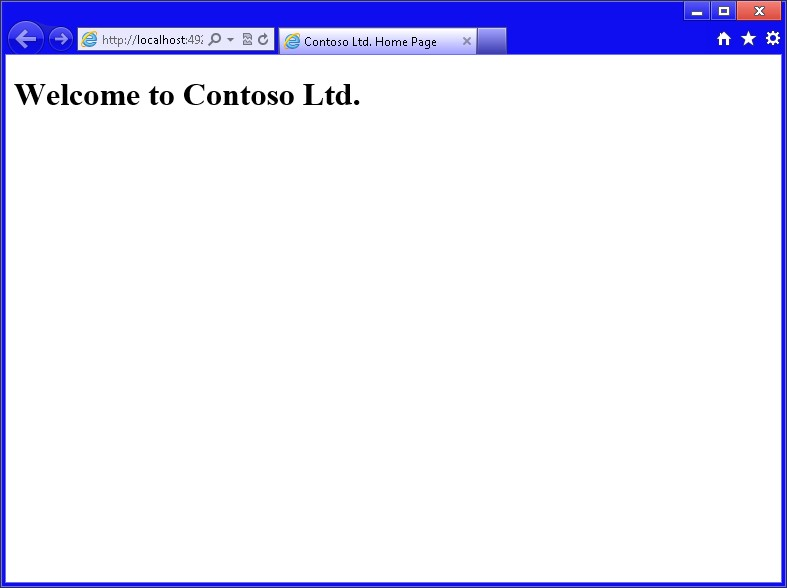 http://localhost:492
Contoso Ltd. Home Page
Welcome to Contoso Ltd.